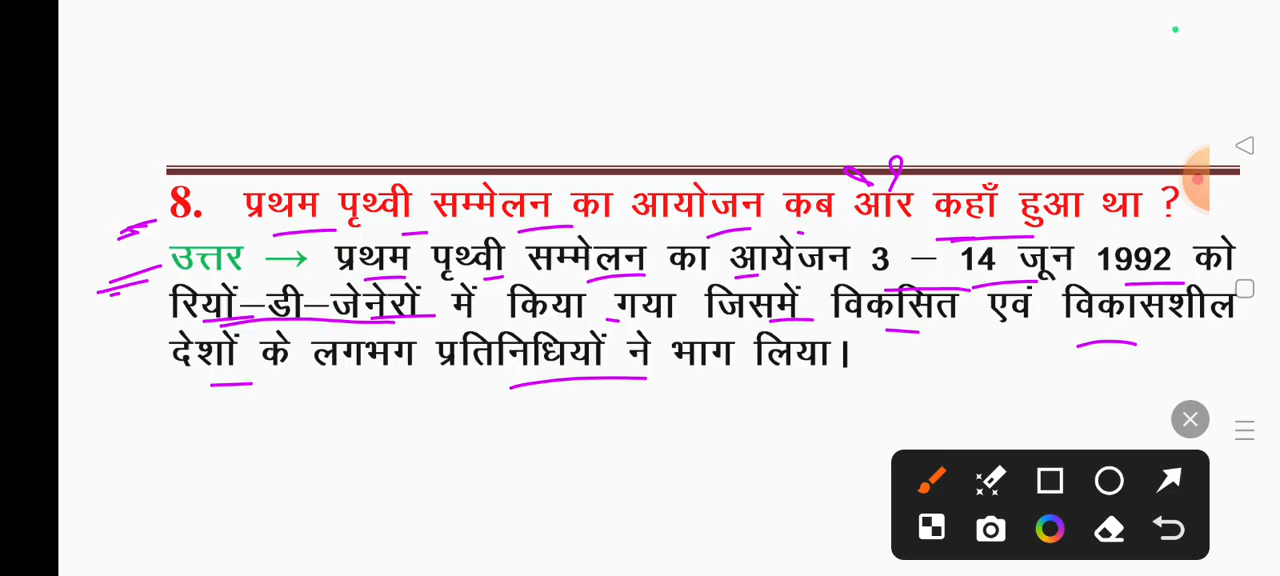 8. प्रथम पृथ्वी सम्मेलन का आयोजन कब आर कहाँ हुआ था ?
उत्तर → प्रथम पृथ्वी सम्मेलन का आयेजन 3 – 14 जून 1992 को
रियों–डी–जेनेरों में किया गया जिसमें विकसित एवं विकासशील
देशों के लगभग प्रतिनिधियों ने भाग लिया।